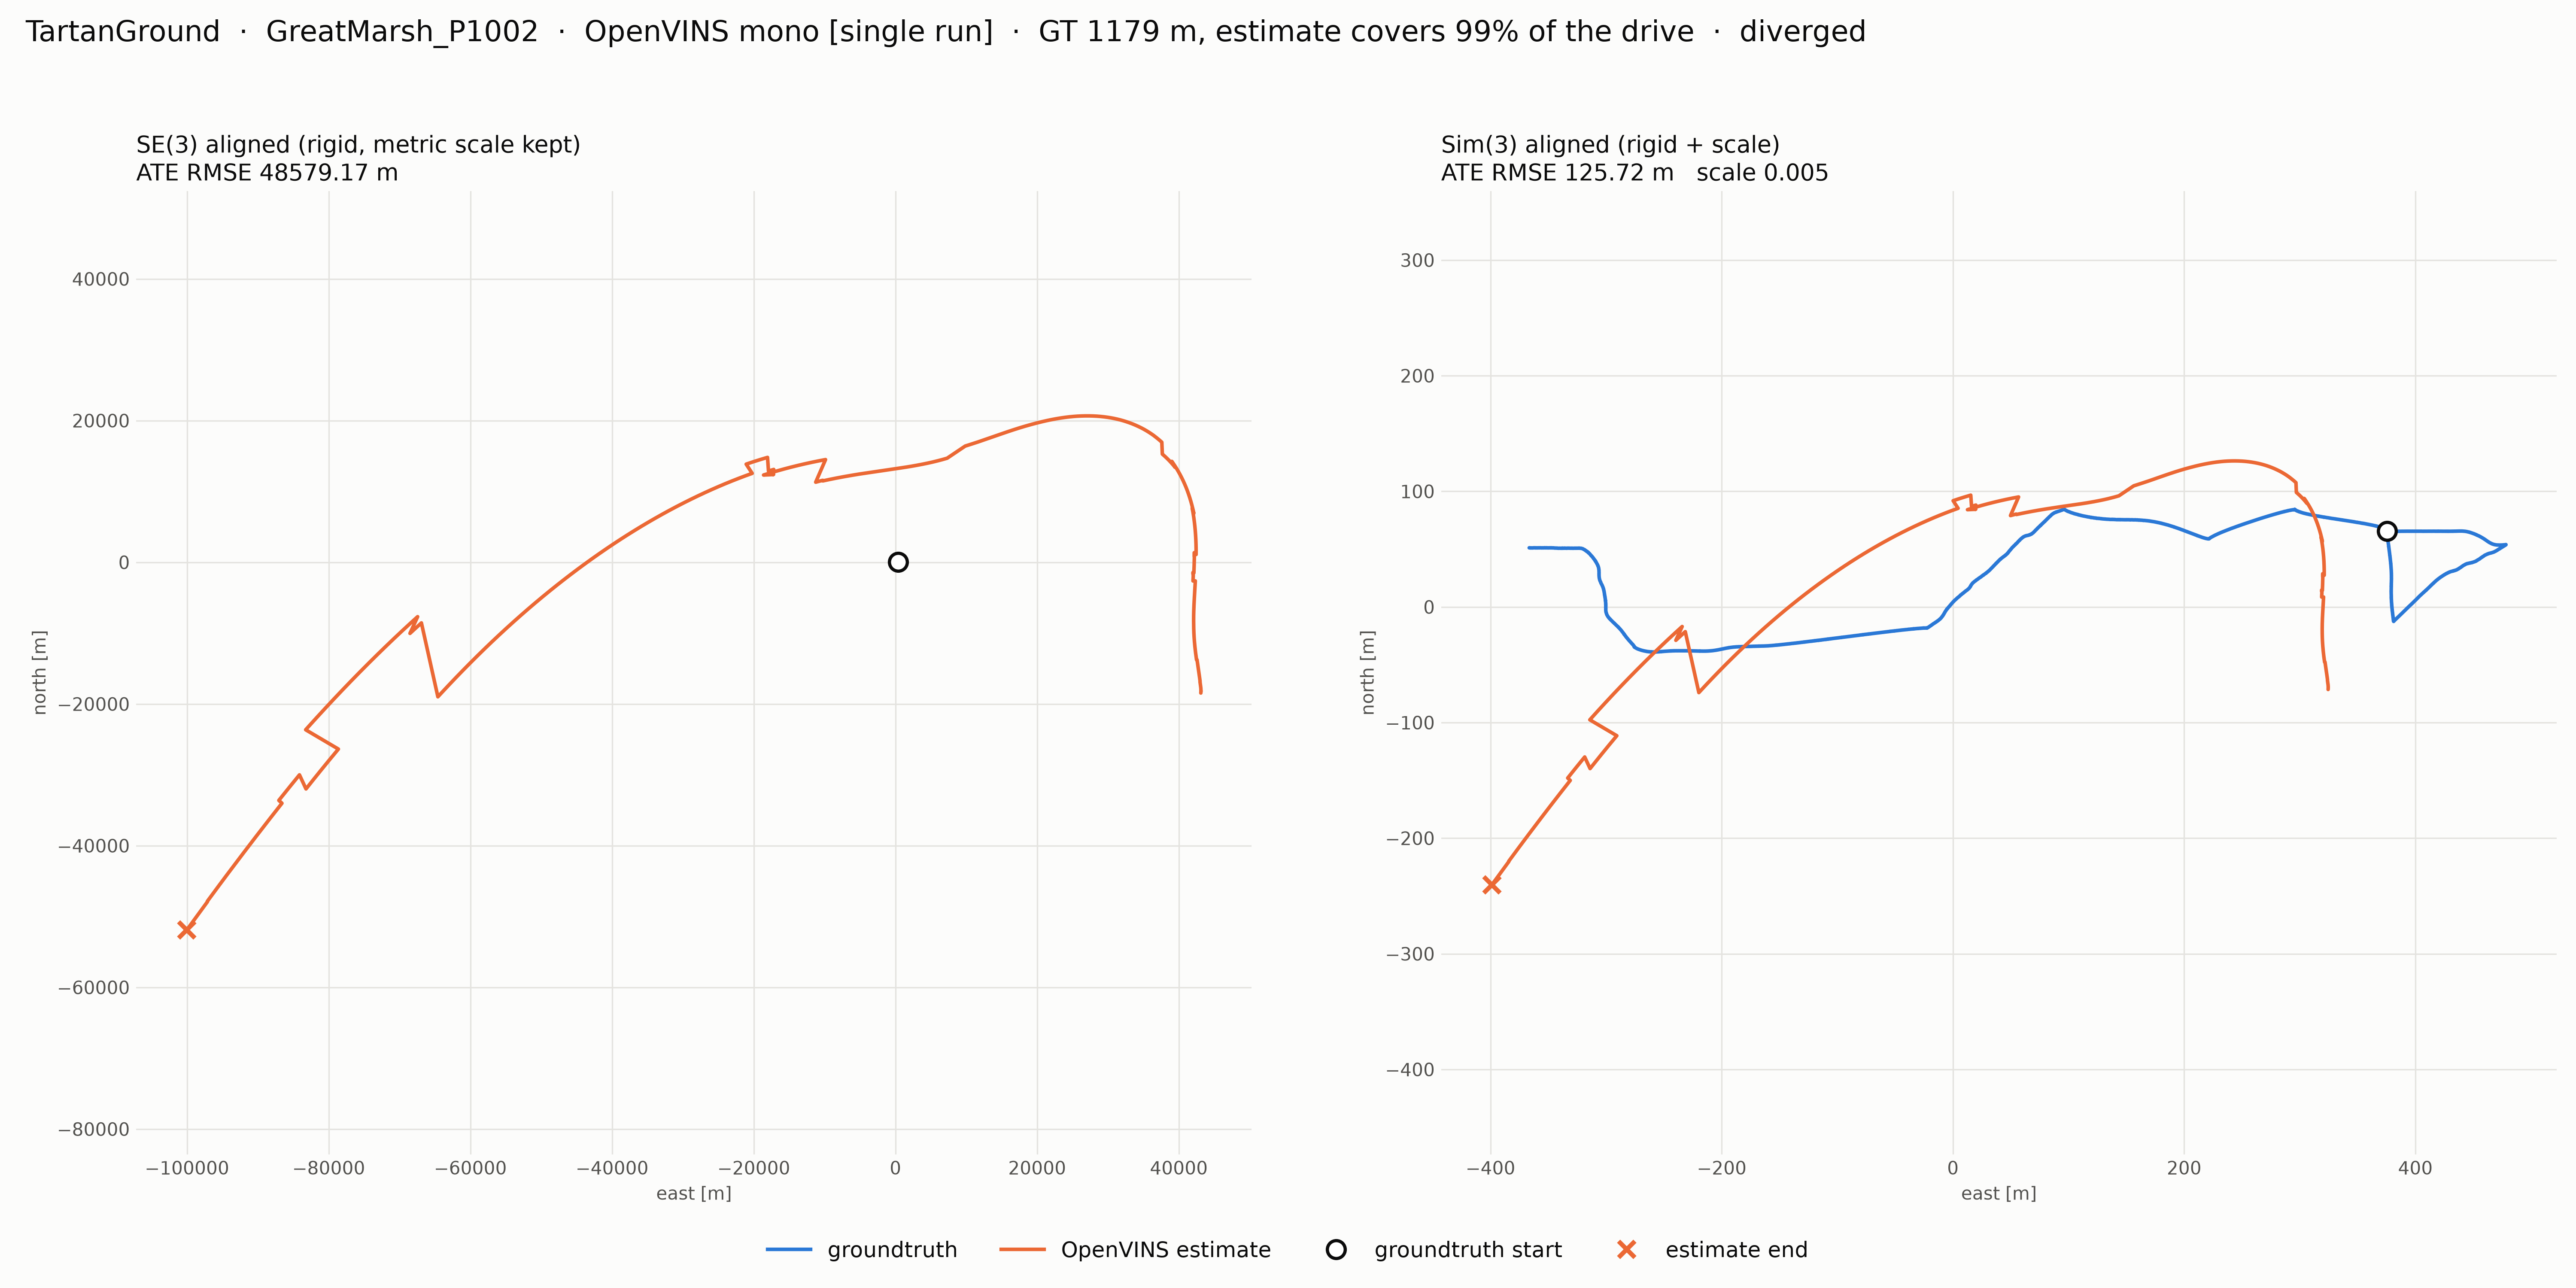 TartanGround · GreatMarsh_P1002 · OpenVINS mono [single run] · GT 1179 m, estimate covers 99% of the drive · diverged
SE(3) aligned (rigid, metric scale kept)
ATE RMSE 48579.17 m
40000
20000
0
−20000
−40000
−60000
−80000
north [m]
−100000
−80000
−60000
−40000
−20000
0
20000
40000
east [m]
Sim(3) aligned (rigid + scale)
ATE RMSE 125.72 m   scale 0.005
300
200
100
0
−100
−200
−300
−400
north [m]
−400
−200
0
200
400
east [m]
groundtruth
OpenVINS estimate
groundtruth start
estimate end